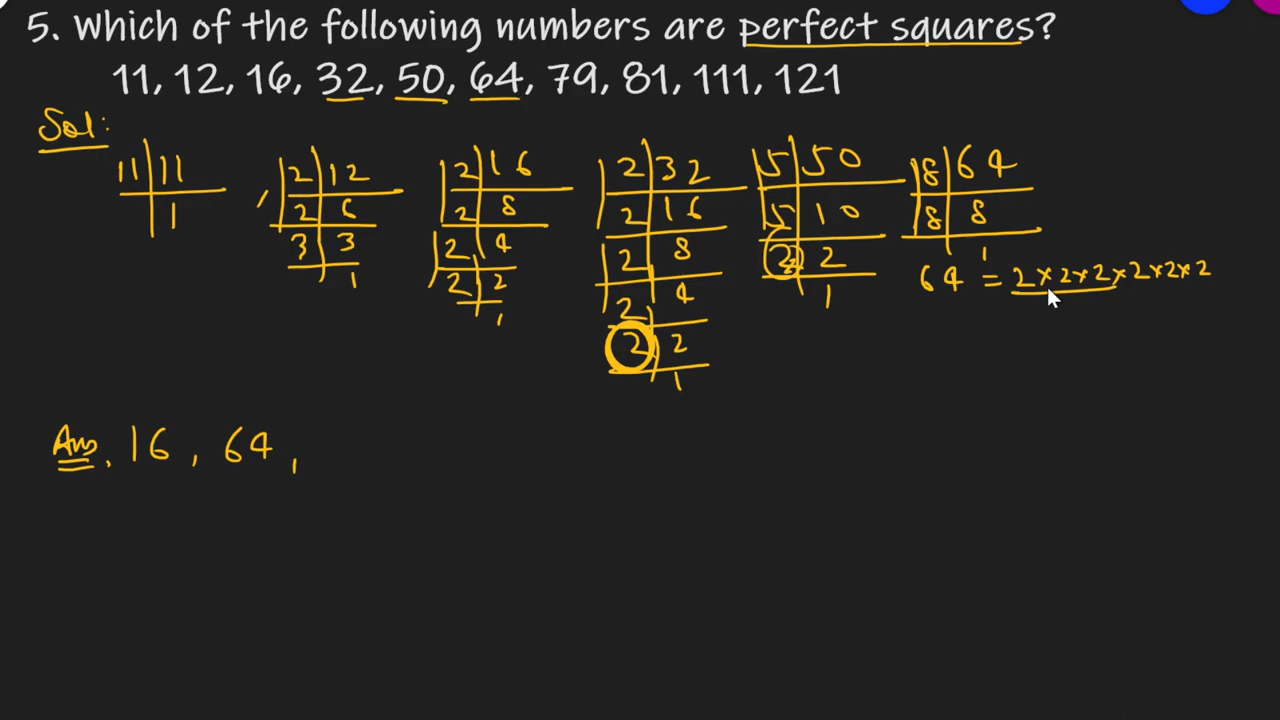 5. Which of the following numbers are perfect squares?
11, 12, 16, 32, 50, 64, 79, 81, 111, 121
Sol:
11 | 11
1
2 | 12
2 | 6
3 | 3
1
2 | 16
2 | 8
2 | 4
2 | 2
1
2 | 32
2 | 16
2 | 8
2 | 4
2 | 2
1
5 | 50
5 | 10
2 | 2
1
8 | 64
8 | 8
1
64 = 2×2×2×2×2×2
Ans. 16, 64,